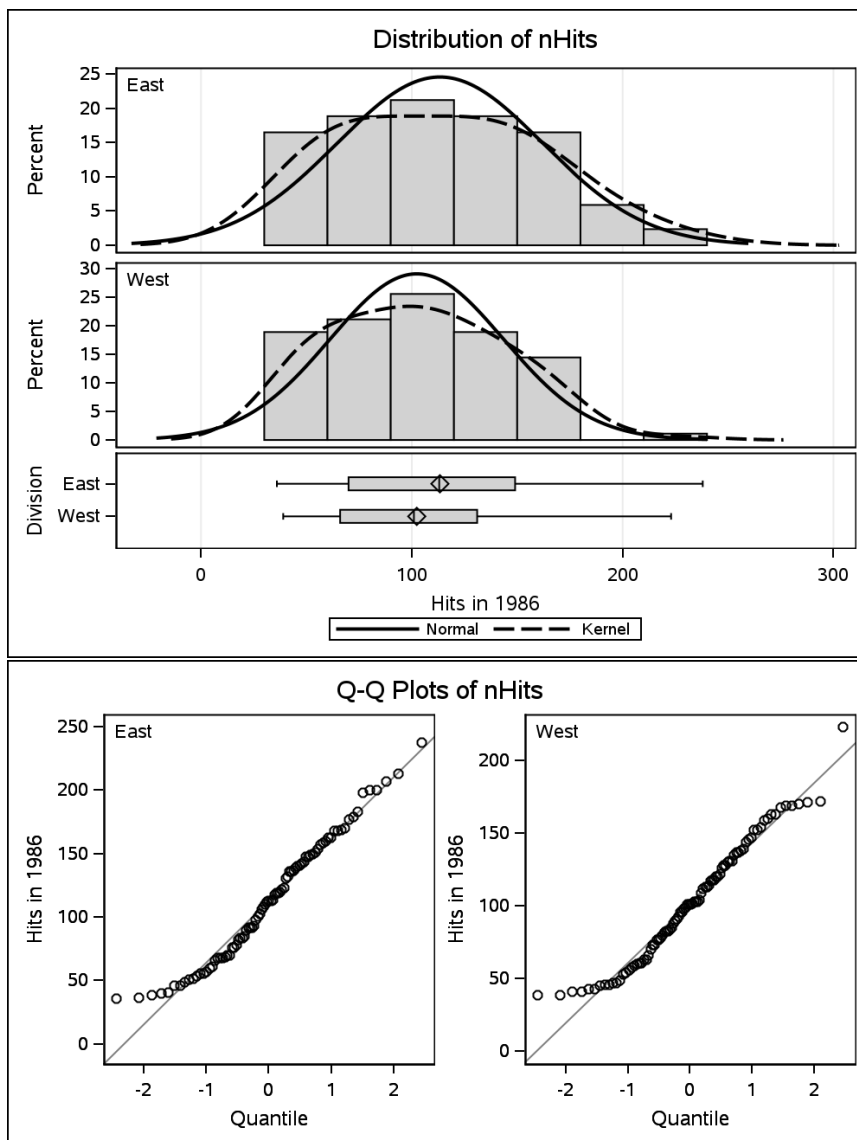 Distribution of nHits
East
Percent
25
20
15
10
5
0
West
Percent
30
25
20
15
10
5
0
Division
East
West
0 100 200 300
Hits in 1986
Normal Kernel
Q-Q Plots of nHits
East
Hits in 1986
250
200
150
100
50
0
-2 -1 0 1 2
Quantile
West
Hits in 1986
200
150
100
50
0
-2 -1 0 1 2
Quantile